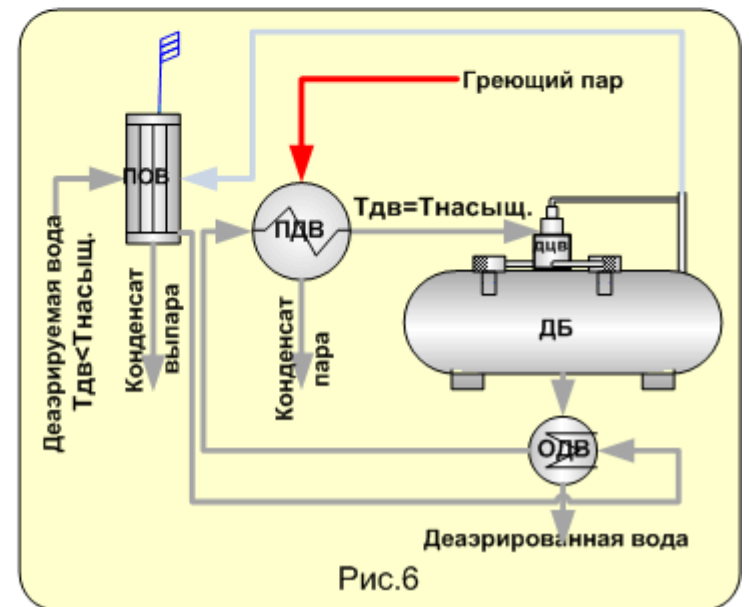 Греющий пар
ПОВ
Тдв=Тнасыщ.
ПДВ
дцв
Деаэрируемая вода
Тдв<Тнасыщ.
Конденсат
выпара
Конденсат
пара
ДБ
ОДВ
Деаэрированная вода
Рис.6